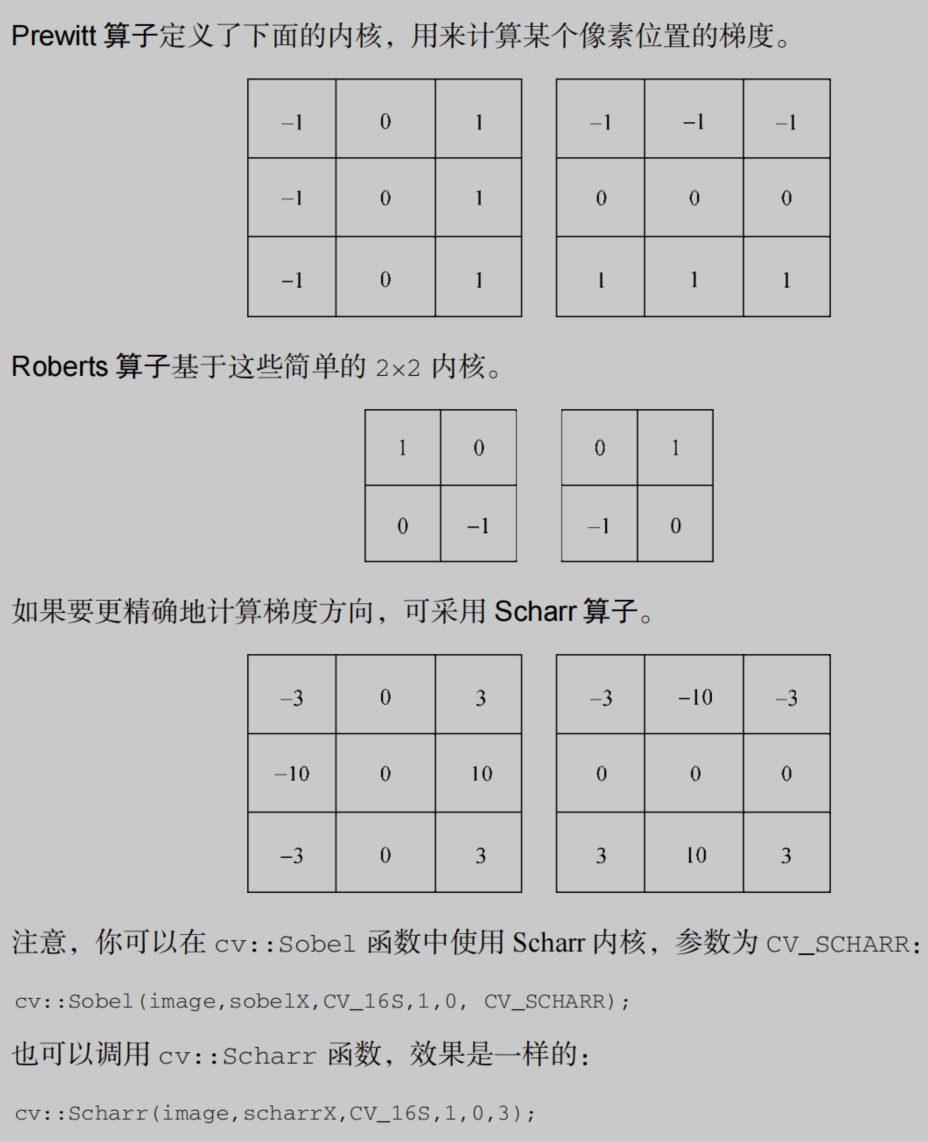 Prewitt 算子定义了下面的内核，用来计算某个像素位置的梯度。
–1 0 1 –1 –1 –1
–1 0 1 0 0 0
–1 0 1 1 1 1
Roberts 算子基于这些简单的 2×2 内核。
1 0 0 1
0 –1 –1 0
如果要更精确地计算梯度方向，可采用 Scharr 算子。
–3 0 3 –3 –10 –3
–10 0 10 0 0 0
–3 0 3 3 10 3
注意，你可以在 cv::Sobel 函数中使用 Scharr 内核，参数为 CV_SCHARR：
cv::Sobel(image,sobelX,CV_16S,1,0, CV_SCHARR);
也可以调用 cv::Scharr 函数，效果是一样的：
cv::Scharr(image,scharrX,CV_16S,1,0,3);